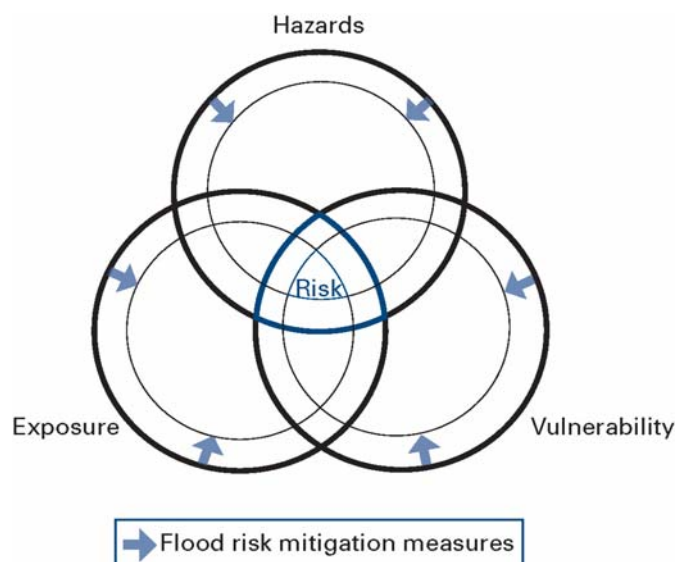 Hazards
Risk
Exposure
Vulnerability
Flood risk mitigation measures